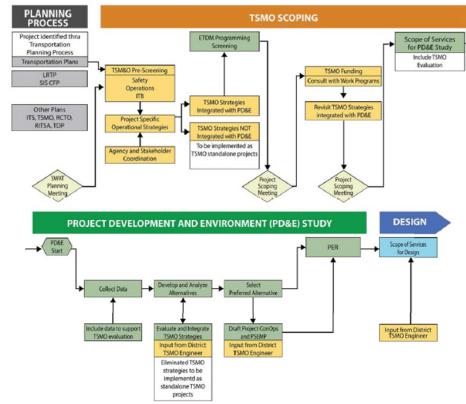 PLANNING
PROCESS
TSMO SCOPING
Project identified thru
Transportation
Planning Process
Transportation Plans
LRTP
SIS CFP
Other Plans
ITS, TSMO, RCTO,
RITSA, TDP
SWAT
Planning
Meeting
TSM&O Pre-Screening
Safety
Operations
ITB
Project Specific
Operational Strategies
Agency and Stakeholder
Coordination
ETDM Programming
Screening
TSMO Strategies
Integrated with PD&E
TSMO Strategies NOT
Integrated with PD&E
To be implemented as
TSMO standalone projects
Project
Scoping
Meeting
TSMO Funding
Consult with Work Programs
Revisit TSMO Strategies
integrated with PD&E
Project
Scoping
Meeting
Scope of Services
for PD&E Study
Include TSMO
Evaluation
PROJECT DEVELOPMENT AND ENVIRONMENT (PD&E) STUDY
DESIGN
PD&E
Start
Collect Data
Include data to support
TSMO evaluation
Develop and Analyze
Alternatives
Evaluate and Integrate
TSMO Strategies
Input from District
TSMO Engineer
Eliminated TSMO
strategies to be
implemented as
standalone TSMO
projects
Select
Preferred Alternative
Draft Project ConOps
and PSEMP
Input from District
TSMO Engineer
PER
Scope of Services
for Design
Input from District
TSMO Engineer